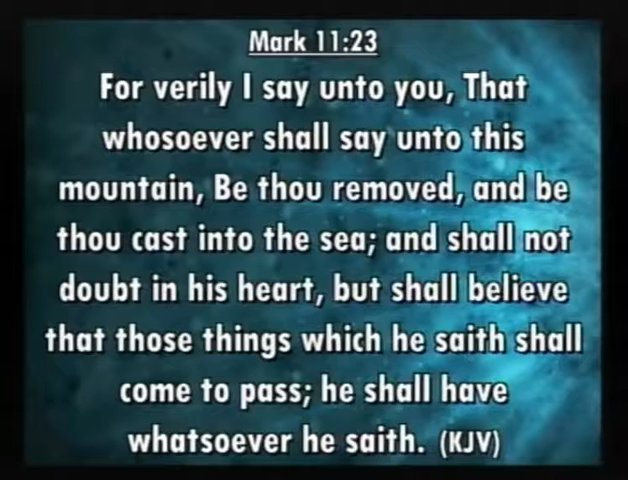 Mark 11:23
For verily I say unto you, That
whosoever shall say unto this
mountain, Be thou removed, and be
thou cast into the sea; and shall not
doubt in his heart, but shall believe
that those things which he saith shall
come to pass; he shall have
whatsoever he saith. (KJV)